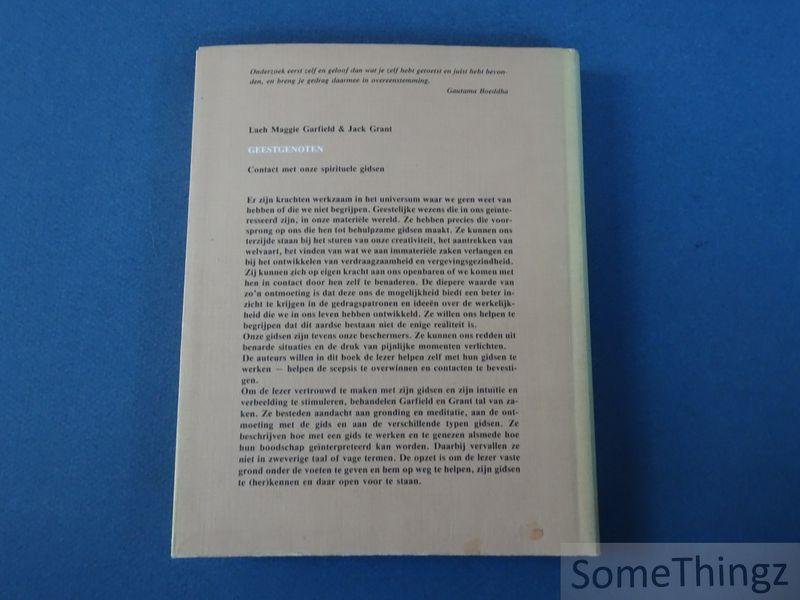 Onderzoek eerst zelf en geloof dan wat je zelf hebt getoetst en juist hebt bevon-
den, en breng je gedrag daarmee in overeenstemming.
Gautama Boeddha
Laeh Maggie Garfield & Jack Grant
GEESTGENOTEN
Contact met onze spirituele gidsen
Er zijn krachten werkzaam in het universum waar we geen weet van
hebben of die we niet begrijpen. Geestelijke wezens die in ons geïnte-
resseerd zijn, in onze materiële wereld. Ze hebben precies die voor-
sprong op ons die hen tot behulpzame gidsen maakt. Ze kunnen ons
terzijde staan bij het sturen van onze creativiteit, het aantrekken van
welvaart, het vinden van wat we aan immateriële zaken verlangen en
bij het ontwikkelen van verdraagzaamheid en vergevingsgezindheid.
Zij kunnen zich op eigen kracht aan ons openbaren of we komen met
hen in contact door hen zelf te benaderen. De diepere waarde van
zo'n ontmoeting is dat deze ons de mogelijkheid biedt een beter in-
zicht te krijgen in de gedragspatronen en ideeën over de werkelijk-
heid die we in ons leven hebben ontwikkeld. Ze willen ons helpen te
begrijpen dat dit aardse bestaan niet de enige realiteit is.
Onze gidsen zijn tevens onze beschermers. Ze kunnen ons redden uit
benarde situaties en de druk van pijnlijke momenten verlichten.
De auteurs willen in dit boek de lezer helpen zelf met hun gidsen te
werken — helpen de scepsis te overwinnen en contacten te bevesti-
gen.
Om de lezer vertrouwd te maken met zijn gidsen en zijn intuïtie en
verbeelding te stimuleren, behandelen Garfield en Grant tal van za-
ken. Ze besteden aandacht aan gronding en meditatie, aan de ont-
moeting met de gids en aan de verschillende typen gidsen. Ze
beschrijven hoe met een gids te werken en te genezen alsmede hoe
hun boodschap geïnterpreteerd kan worden. Daarbij vervallen ze
niet in zweverige taal of vage termen. De opzet is om de lezer vaste
grond onder de voeten te geven en hem op weg te helpen, zijn gidsen
te (her)kennen en daar open voor te staan.
SomeThingz